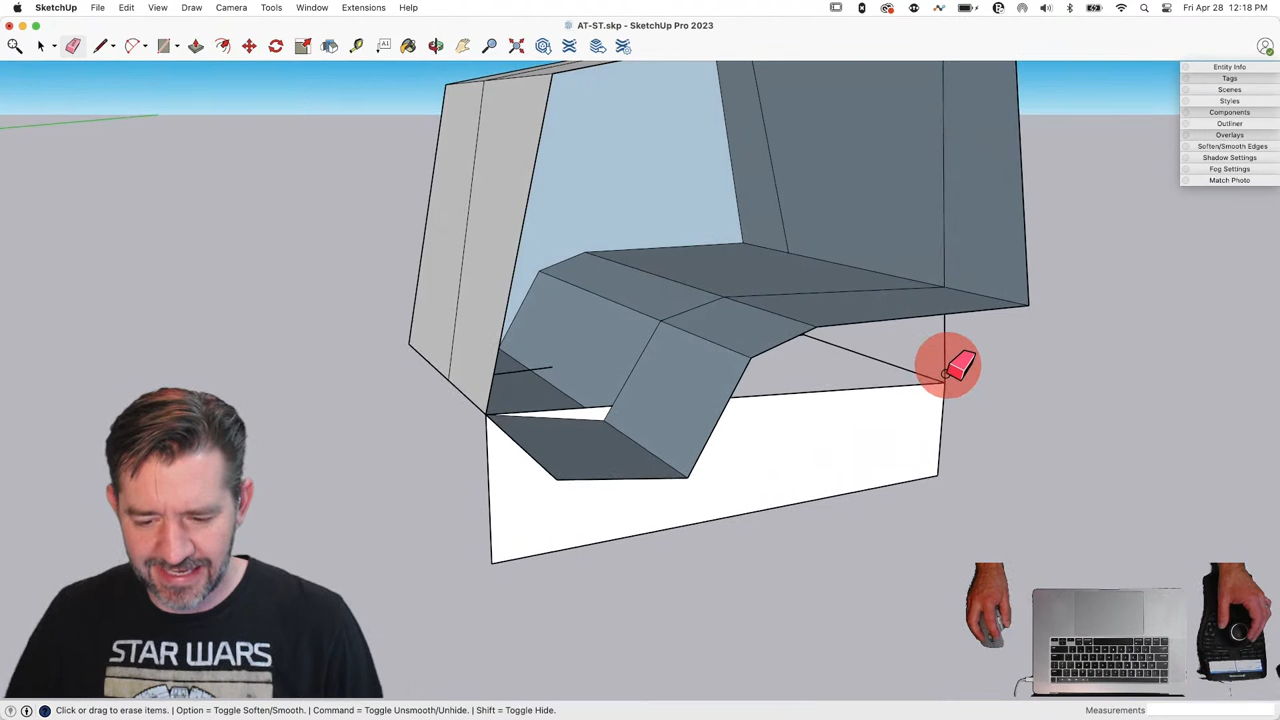 SketchUp File Edit View Draw Camera Tools Window Extensions Help Fri Apr 28 12:18 PM
AT-ST.skp - SketchUp Pro 2023
Entity Info
Tags
Scenes
Styles
Components
Outliner
Overlays
Soften/Smooth Edges
Shadow Settings
Fog Settings
Match Photo
STAR WARS
Click or drag to erase items. | Option = Toggle Soften/Smooth. | Command = Toggle Unsmooth/Unhide. | Shift = Toggle Hide. Measurements